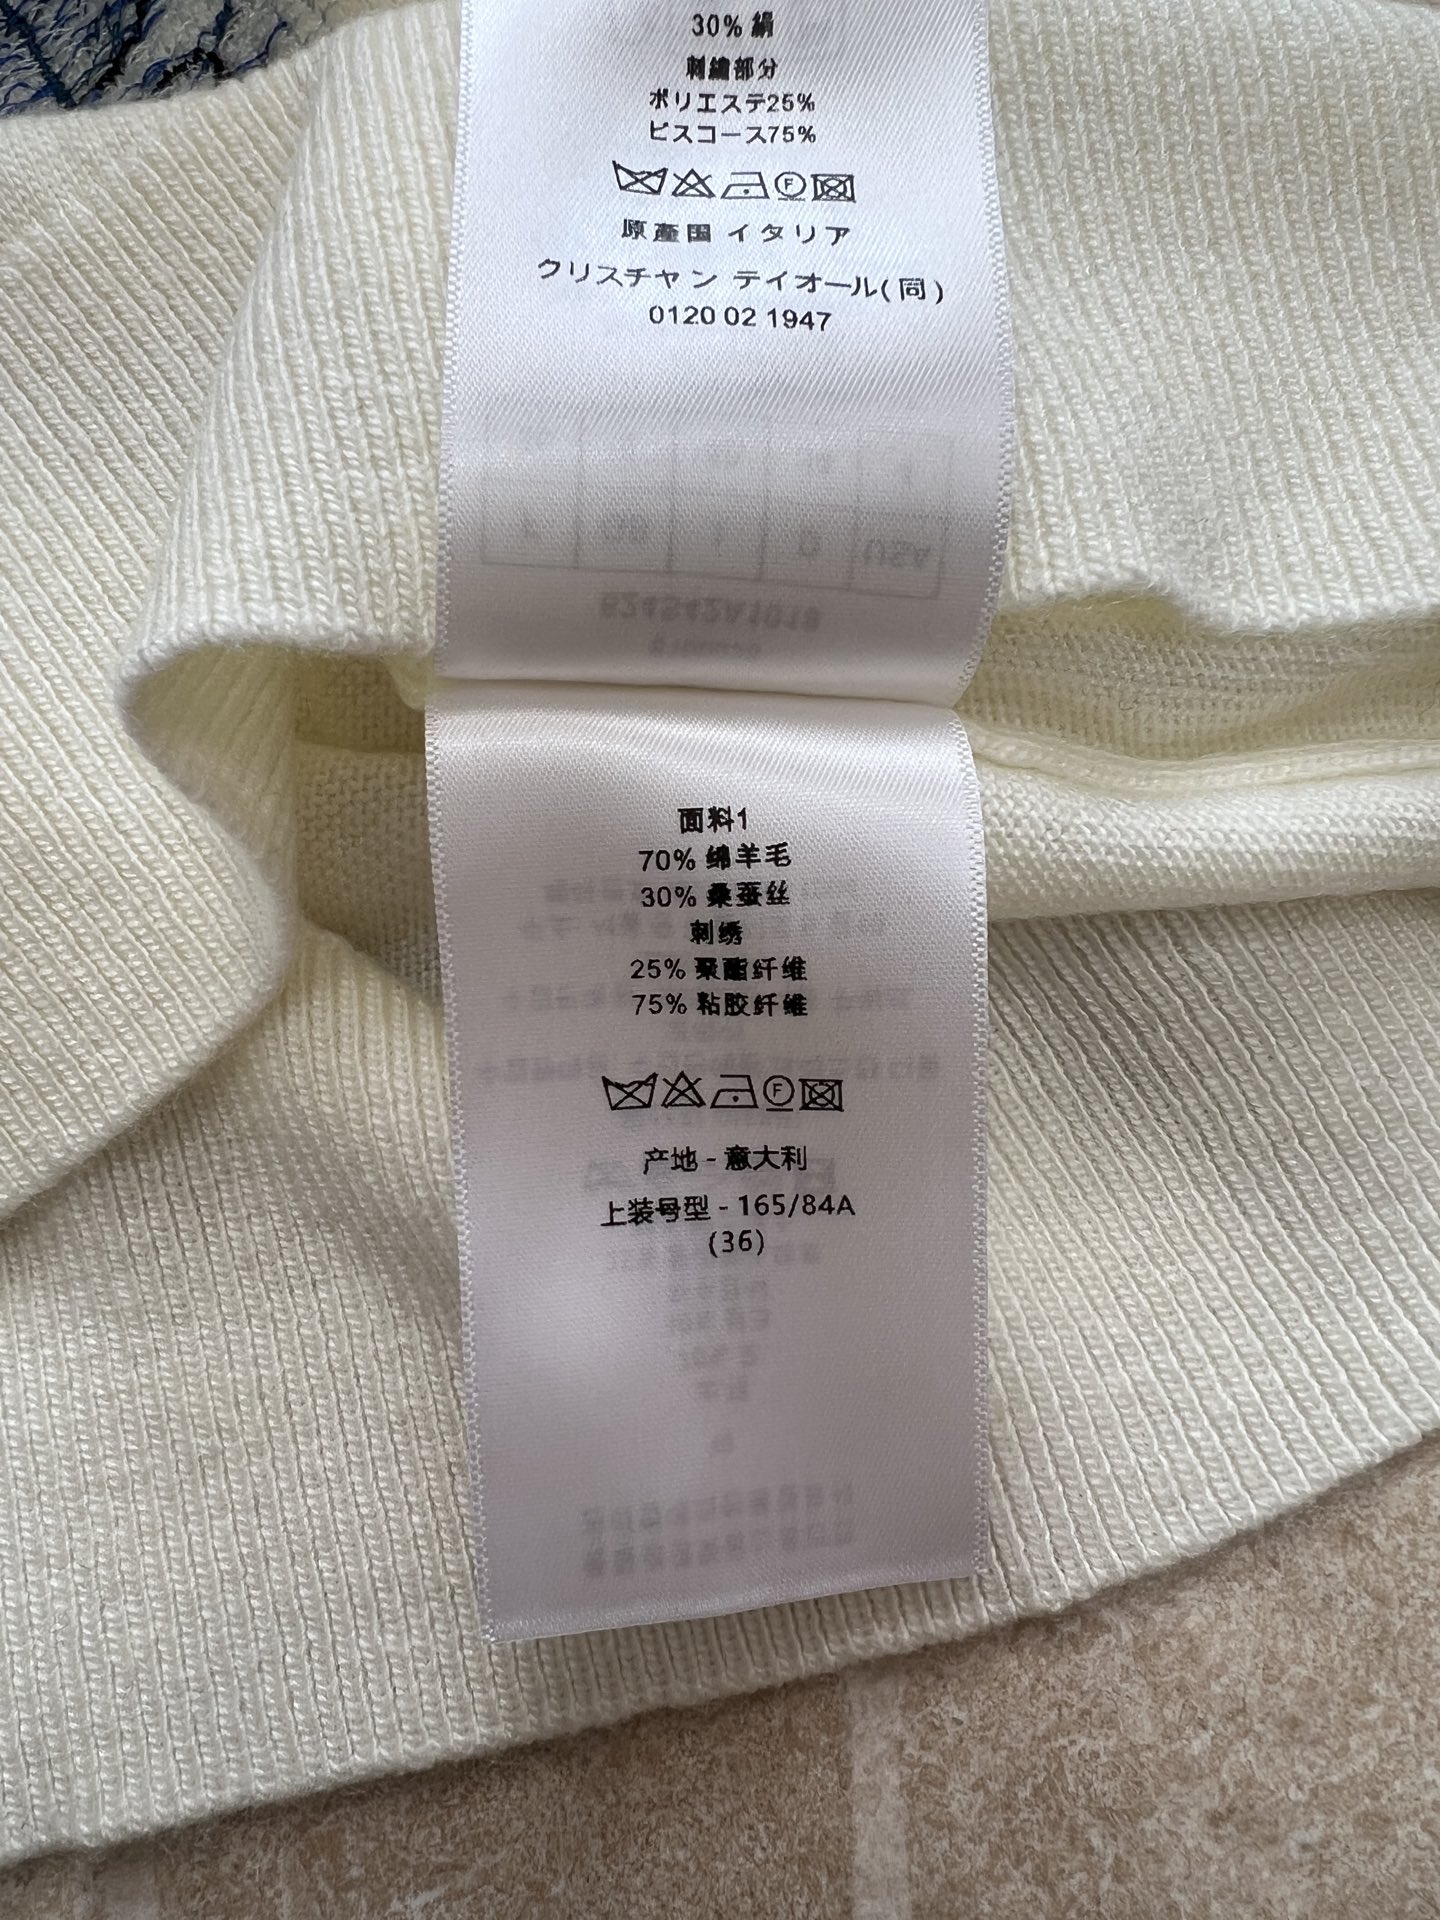 30% 絹
刺繍部分
ポリエステ25%
ビスコース75%
F
原産国 イタリア
クリスチャン ディオール(同)
0120 02 1947
面料1
70% 绵羊毛
30% 桑蚕丝
刺绣
25% 聚酯纤维
75% 粘胶纤维
F
产地 - 意大利
上装号型 - 165/84A
(36)